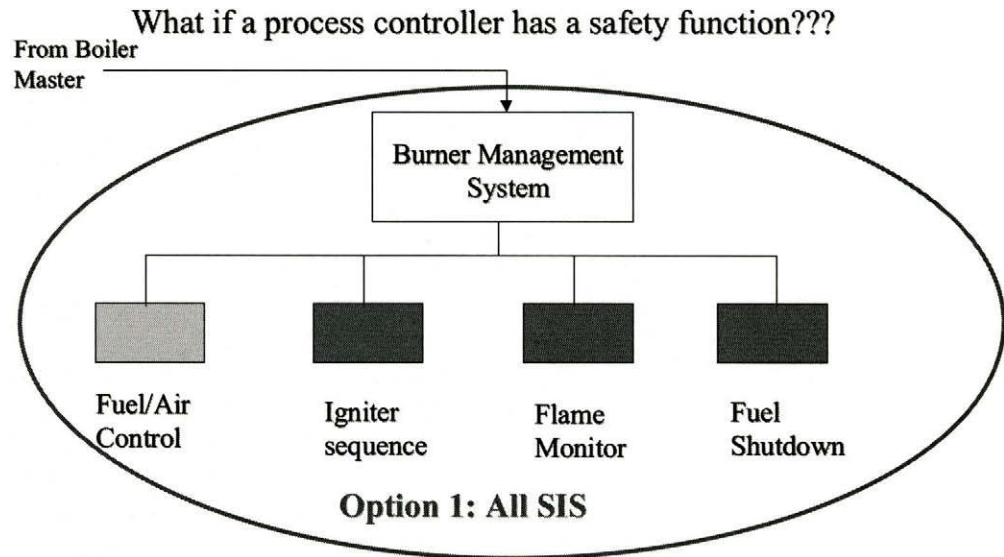 What if a process controller has a safety function???
From Boiler
Master
Burner Management
System
Fuel/Air
Control
Igniter
sequence
Flame
Monitor
Fuel
Shutdown
Option 1: All SIS